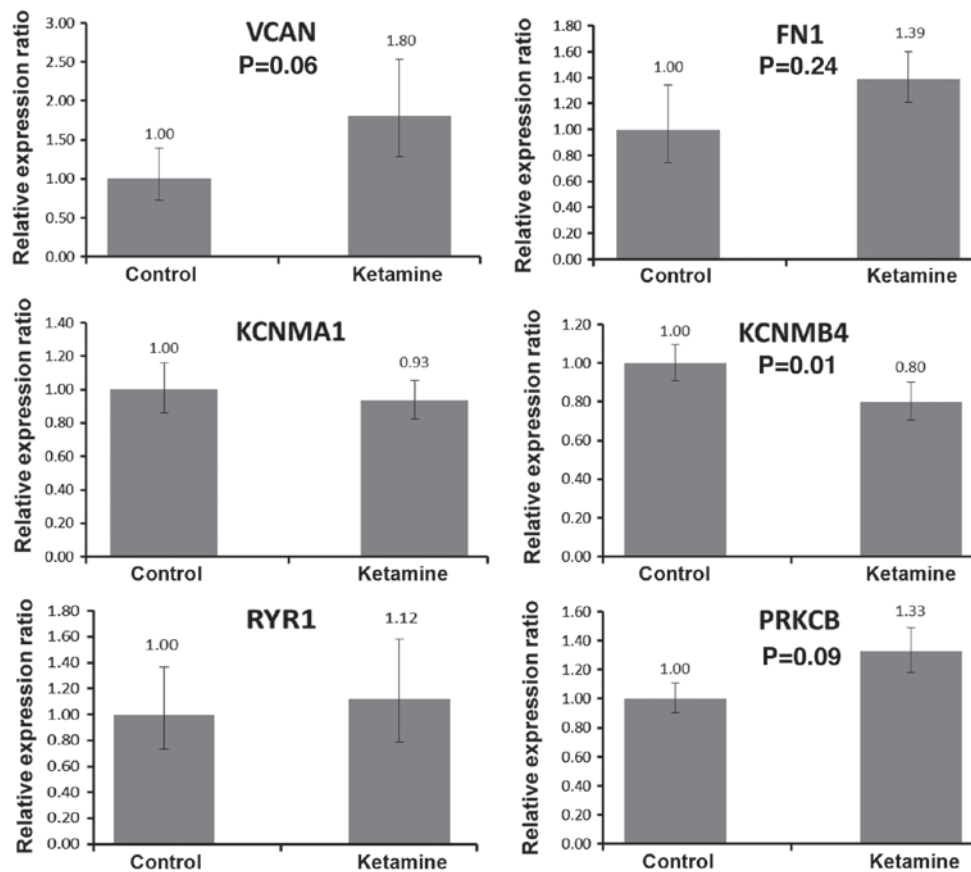 VCAN
P=0.06
Relative expression ratio
3.00
2.50
2.00
1.50
1.00
0.50
0.00
1.00
1.80
Control
Ketamine
FN1
P=0.24
Relative expression ratio
1.80
1.60
1.40
1.20
1.00
0.80
0.60
0.40
0.20
0.00
1.00
1.39
Control
Ketamine
KCNMA1
Relative expression ratio
1.40
1.20
1.00
0.80
0.60
0.40
0.20
0.00
1.00
0.93
Control
Ketamine
KCNMB4
P=0.01
Relative expression ratio
1.20
1.00
0.80
0.60
0.40
0.20
0.00
1.00
0.80
Control
Ketamine
RYR1
Relative expression ratio
1.80
1.60
1.40
1.20
1.00
0.80
0.60
0.40
0.20
0.00
1.00
1.12
Control
Ketamine
PRKCB
P=0.09
Relative expression ratio
1.60
1.40
1.20
1.00
0.80
0.60
0.40
0.20
0.00
1.00
1.33
Control
Ketamine